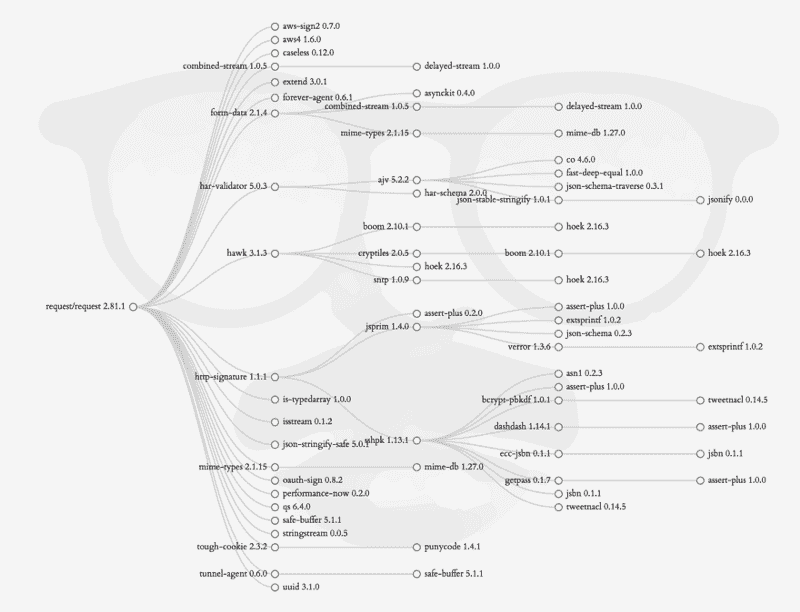 aws-sign2 0.7.0
aws4 1.6.0
caseless 0.12.0
combined-stream 1.0.5
delayed-stream 1.0.0
extend 3.0.1
forever-agent 0.6.1
asynckit 0.4.0
combined-stream 1.0.5
delayed-stream 1.0.0
form-data 2.1.4
mime-types 2.1.15
mime-db 1.27.0
co 4.6.0
fast-deep-equal 1.0.0
ajv 5.2.2
har-validator 5.0.3
json-schema-traverse 0.3.1
har-schema 2.0.0
json-stable-stringify 1.0.1
jsonify 0.0.0
boom 2.10.1
hoek 2.16.3
hawk 3.1.3
cryptiles 2.0.5
boom 2.10.1
hoek 2.16.3
hoek 2.16.3
sntp 1.0.9
hoek 2.16.3
request/request 2.81.1
assert-plus 1.0.0
assert-plus 0.2.0
extsprintf 1.0.2
jsprim 1.4.0
json-schema 0.2.3
verror 1.3.6
extsprintf 1.0.2
http-signature 1.1.1
asn1 0.2.3
assert-plus 1.0.0
is-typedarray 1.0.0
bcrypt-pbkdf 1.0.1
tweetnacl 0.14.5
isstream 0.1.2
dashdash 1.14.1
assert-plus 1.0.0
json-stringify-safe 5.0.1
sshpk 1.13.1
ecc-jsbn 0.1.1
jsbn 0.1.1
mime-types 2.1.15
mime-db 1.27.0
oauth-sign 0.8.2
getpass 0.1.7
assert-plus 1.0.0
performance-now 0.2.0
jsbn 0.1.1
qs 6.4.0
tweetnacl 0.14.5
safe-buffer 5.1.1
stringstream 0.0.5
tough-cookie 2.3.2
punycode 1.4.1
tunnel-agent 0.6.0
safe-buffer 5.1.1
uuid 3.1.0